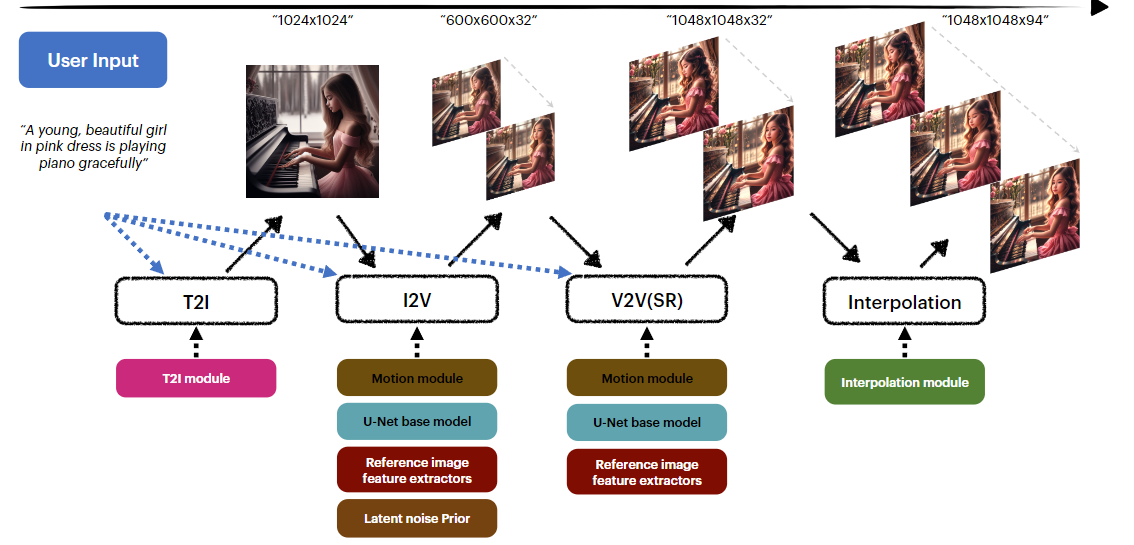 “1024x1024”
“600x600x32”
“1048x1048x32”
“1048x1048x94”
User Input
“A young, beautiful girl
in pink dress is playing
piano gracefully”
T2I
I2V
V2V(SR)
Interpolation
T2I module
Motion module
Motion module
Interpolation module
U-Net base model
U-Net base model
Reference image
feature extractors
Reference image
feature extractors
Latent noise Prior